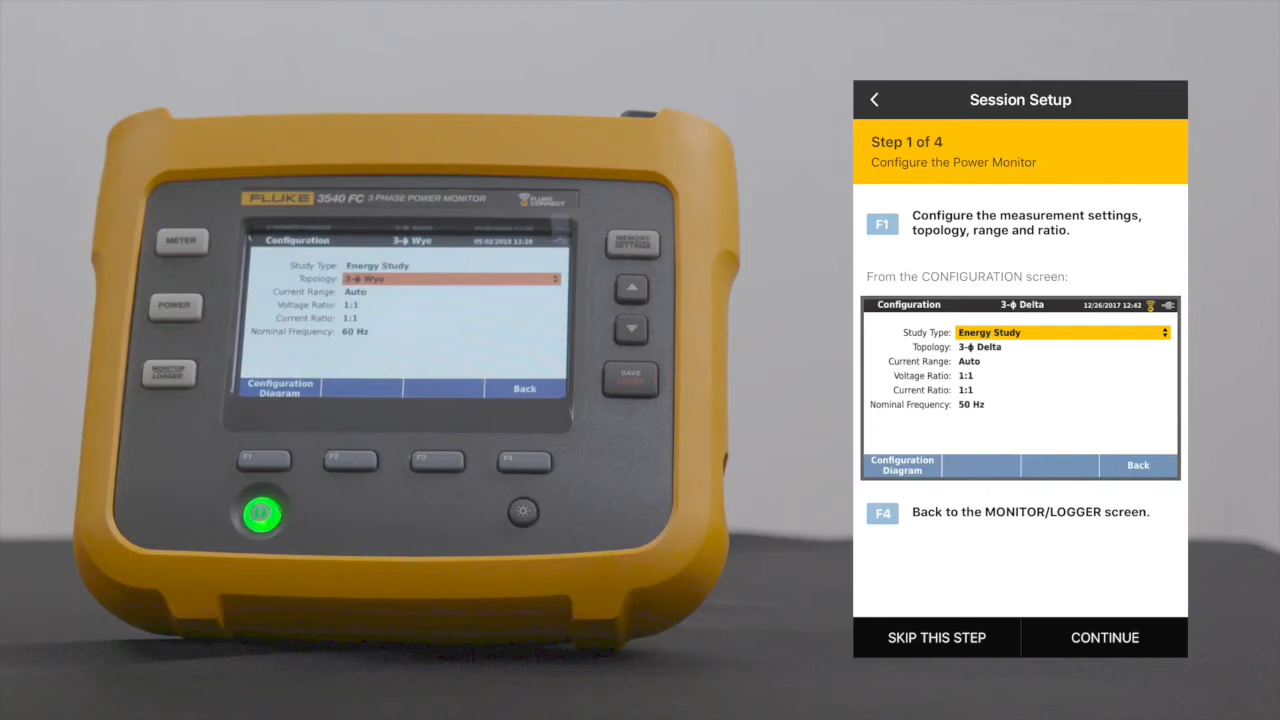 FLUKE 3540 FC 3 PHASE POWER MONITOR
FLUKE CONNECT
METER
POWER
MONITOR
LOGGER
Configuration 3-ϕ Wye 05/02/2018 13:28
Study Type: Energy Study
Topology: 3-ϕ Wye
Current Range: Auto
Voltage Ratio: 1:1
Current Ratio: 1:1
Nominal Frequency: 60 Hz
Configuration
Diagram
Back
MEMORY
SETTINGS
SAVE
ENTER
F1
F2
F3
F4
Session Setup
Step 1 of 4
Configure the Power Monitor
F1
Configure the measurement settings,
topology, range and ratio.
From the CONFIGURATION screen:
Configuration 3-ϕ Delta 12/26/2017 12:42
Study Type: Energy Study
Topology: 3-ϕ Delta
Current Range: Auto
Voltage Ratio: 1:1
Current Ratio: 1:1
Nominal Frequency: 50 Hz
Configuration
Diagram
Back
F4 Back to the MONITOR/LOGGER screen.
SKIP THIS STEP
CONTINUE